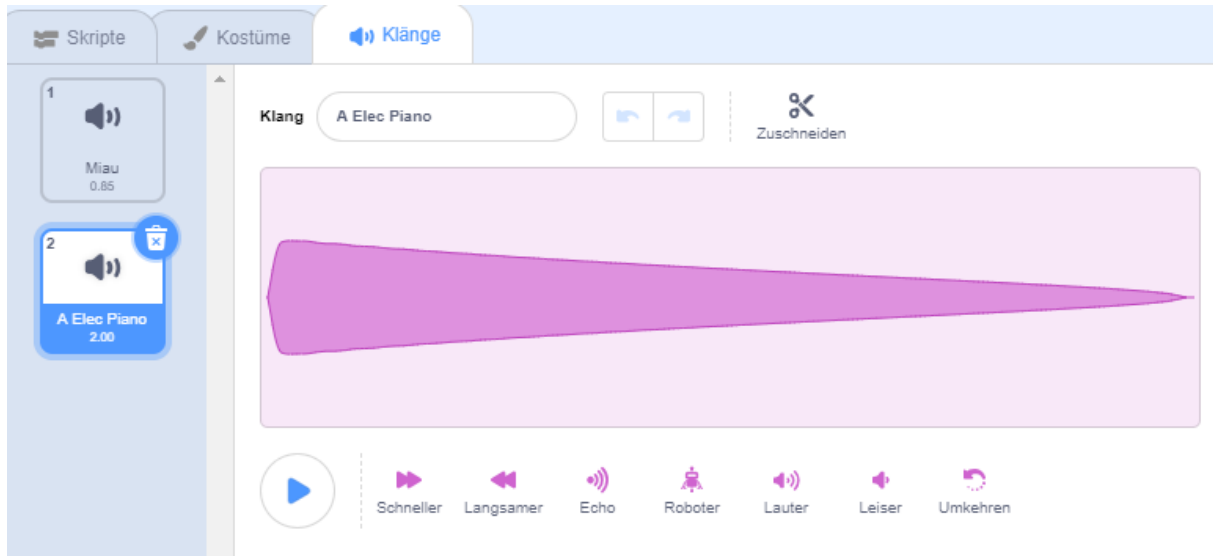 Skripte Kostüme Klänge
1
Miau
0.85
2
A Elec Piano
2.00
Klang A Elec Piano Zuschneiden
Schneller Langsamer Echo Roboter Lauter Leiser Umkehren